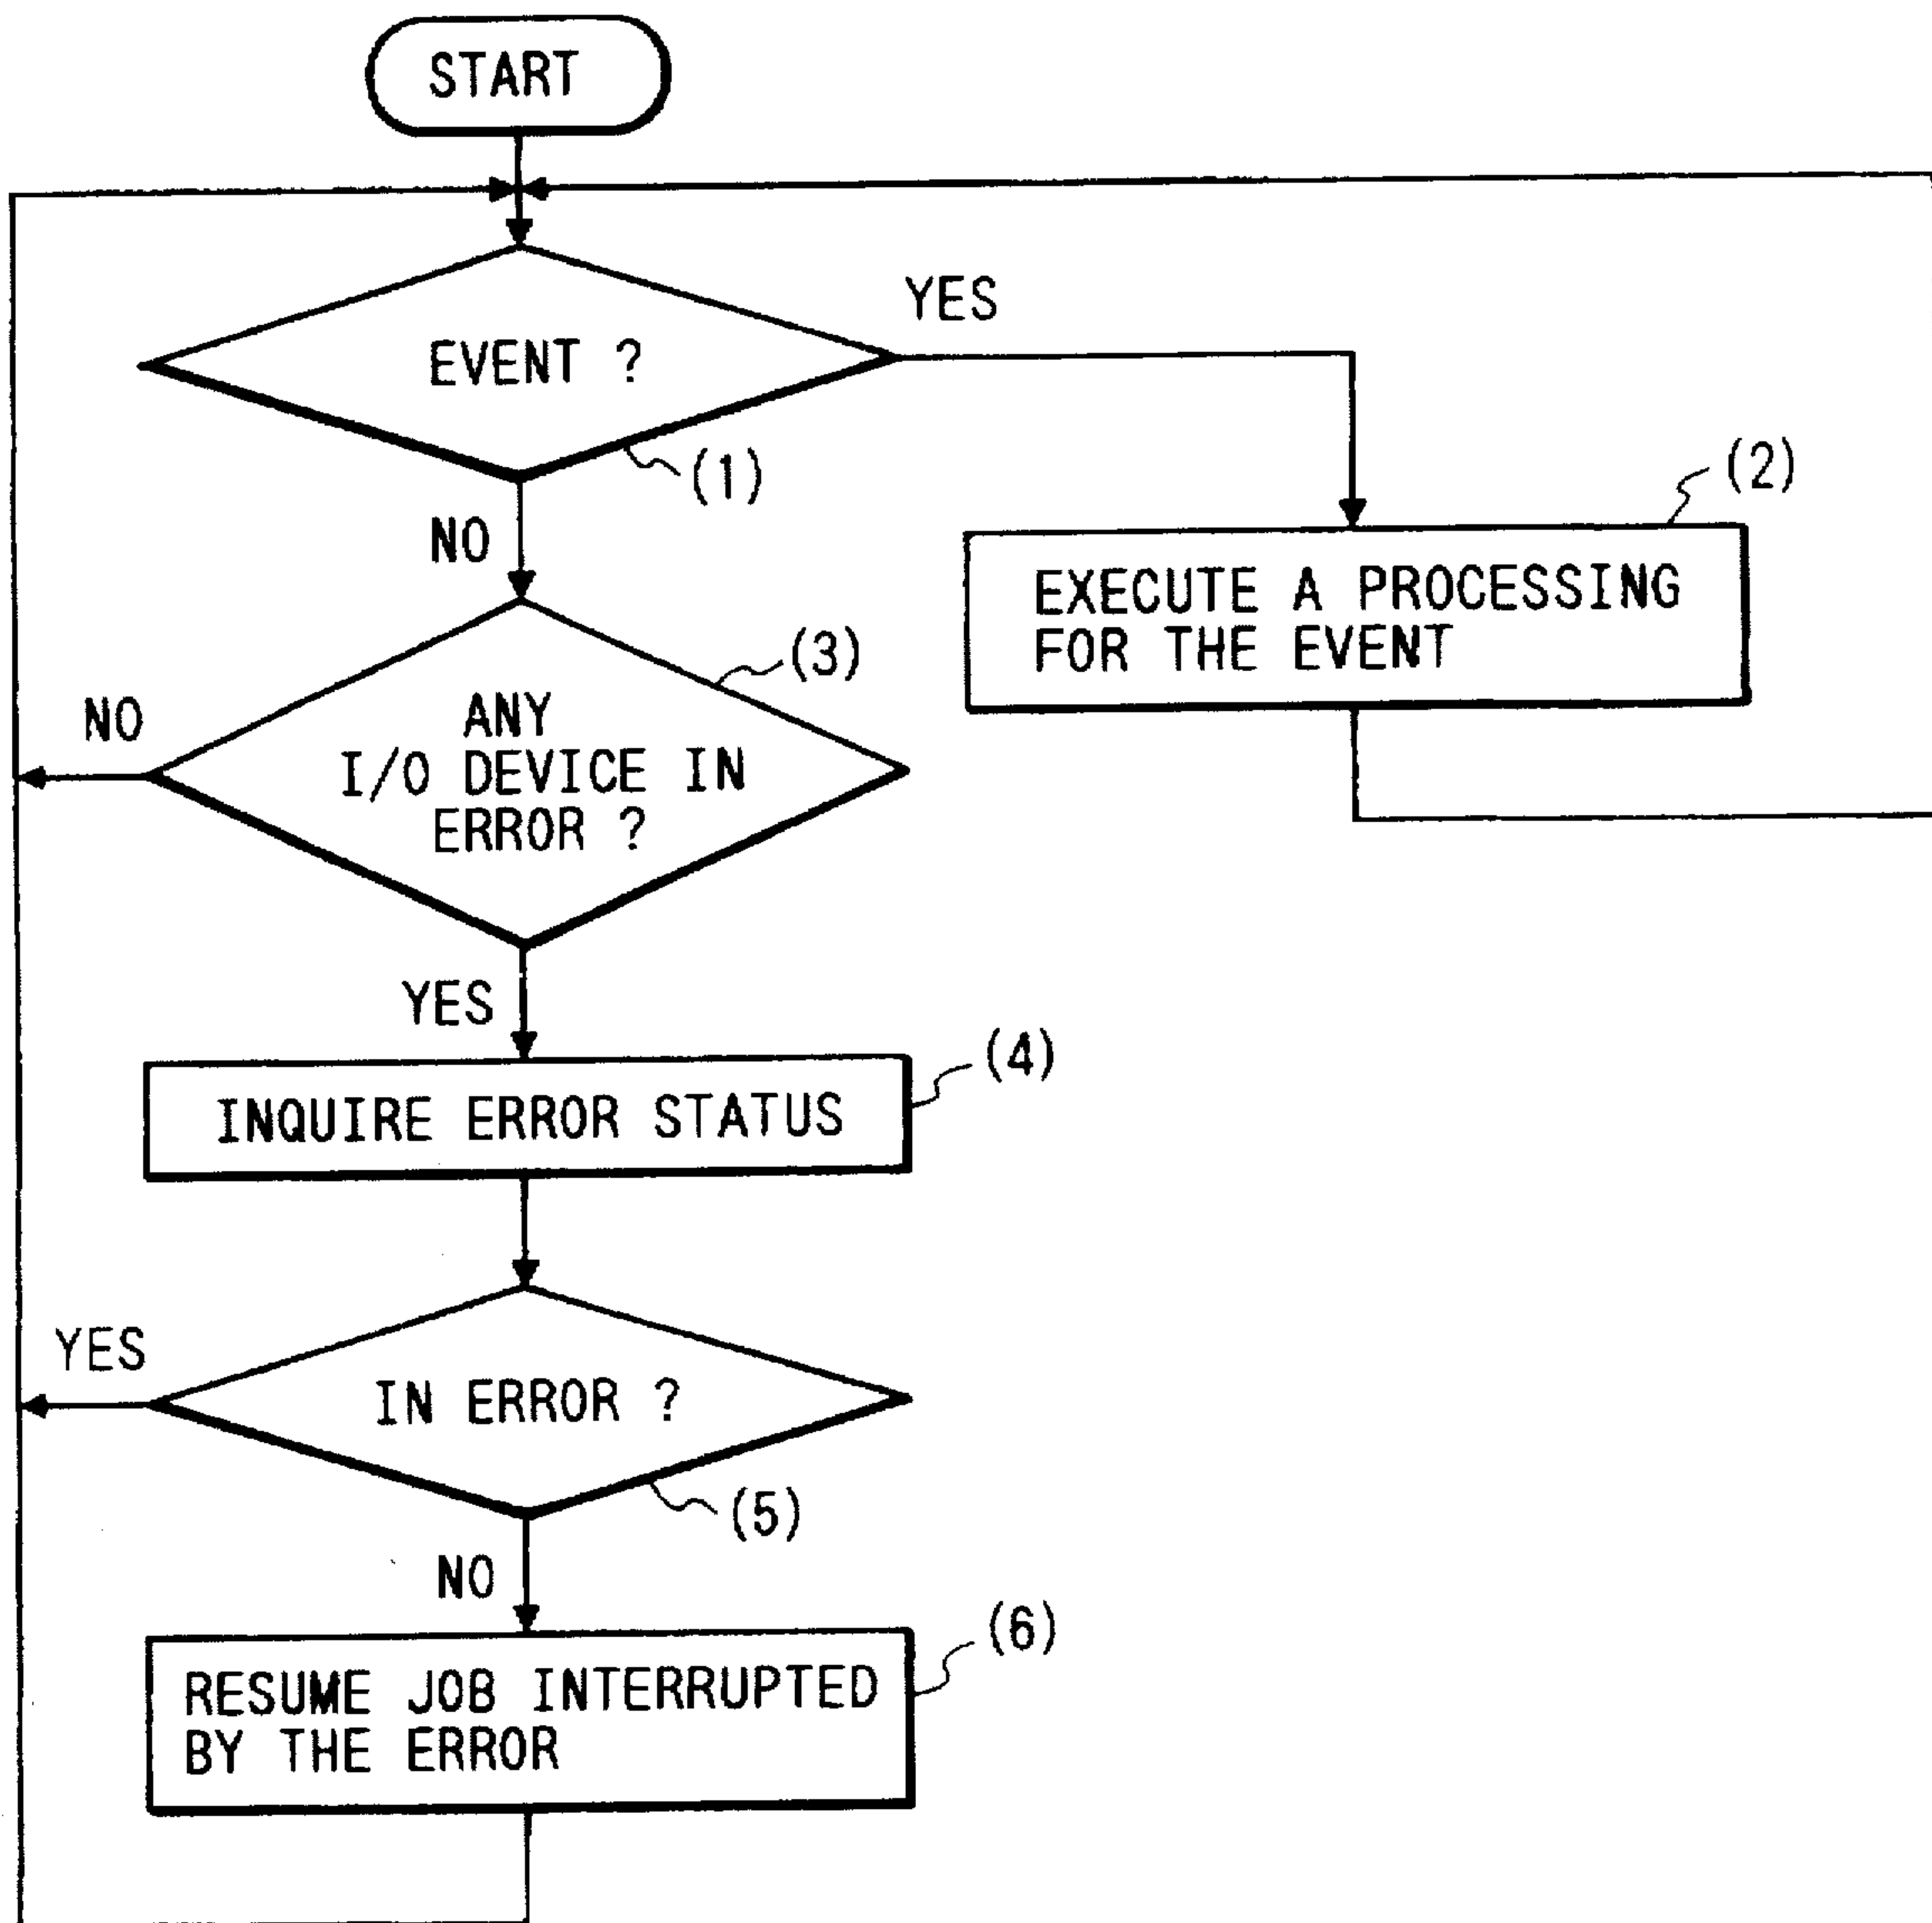 START
YES
EVENT ?
(1)
(2)
NO
EXECUTE A PROCESSING
FOR THE EVENT
(3)
NO
ANY
I/O DEVICE IN
ERROR ?
YES
(4)
INQUIRE ERROR STATUS
YES
IN ERROR ?
(5)
NO
(6)
RESUME JOB INTERRUPTED
BY THE ERROR